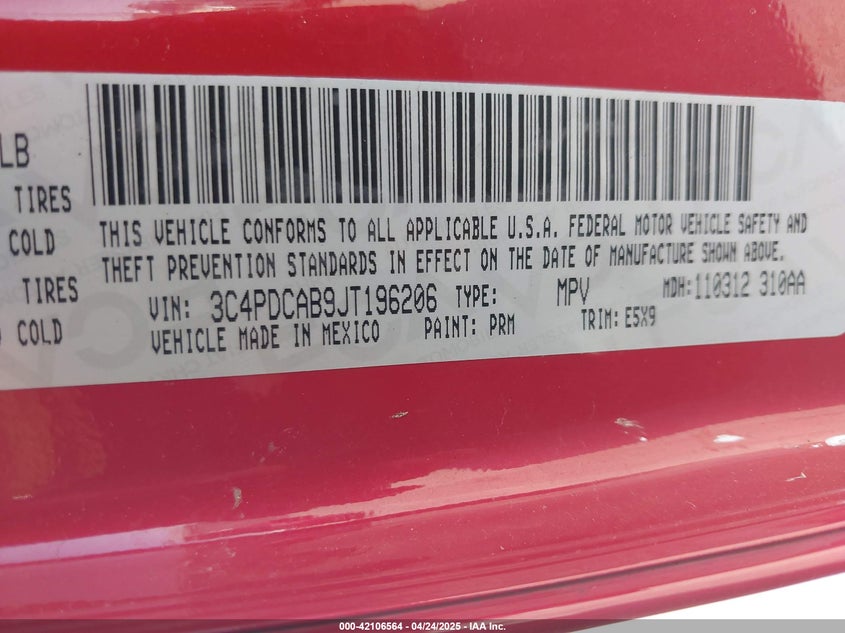 LB
TIRES
COLD
TIRES
COLD
THIS VEHICLE CONFORMS TO ALL APPLICABLE U.S.A. FEDERAL MOTOR VEHICLE SAFETY AND
THEFT PREVENTION STANDARDS IN EFFECT ON THE DATE OF MANUFACTURE SHOWN ABOVE.
VIN: 3C4PDCAB9JT196206 TYPE: MPV MDH: 110312 310AA
VEHICLE MADE IN MEXICO PAINT: PRM TRIM: E5X9
000-42106564 - 04/24/2025 - IAA Inc.